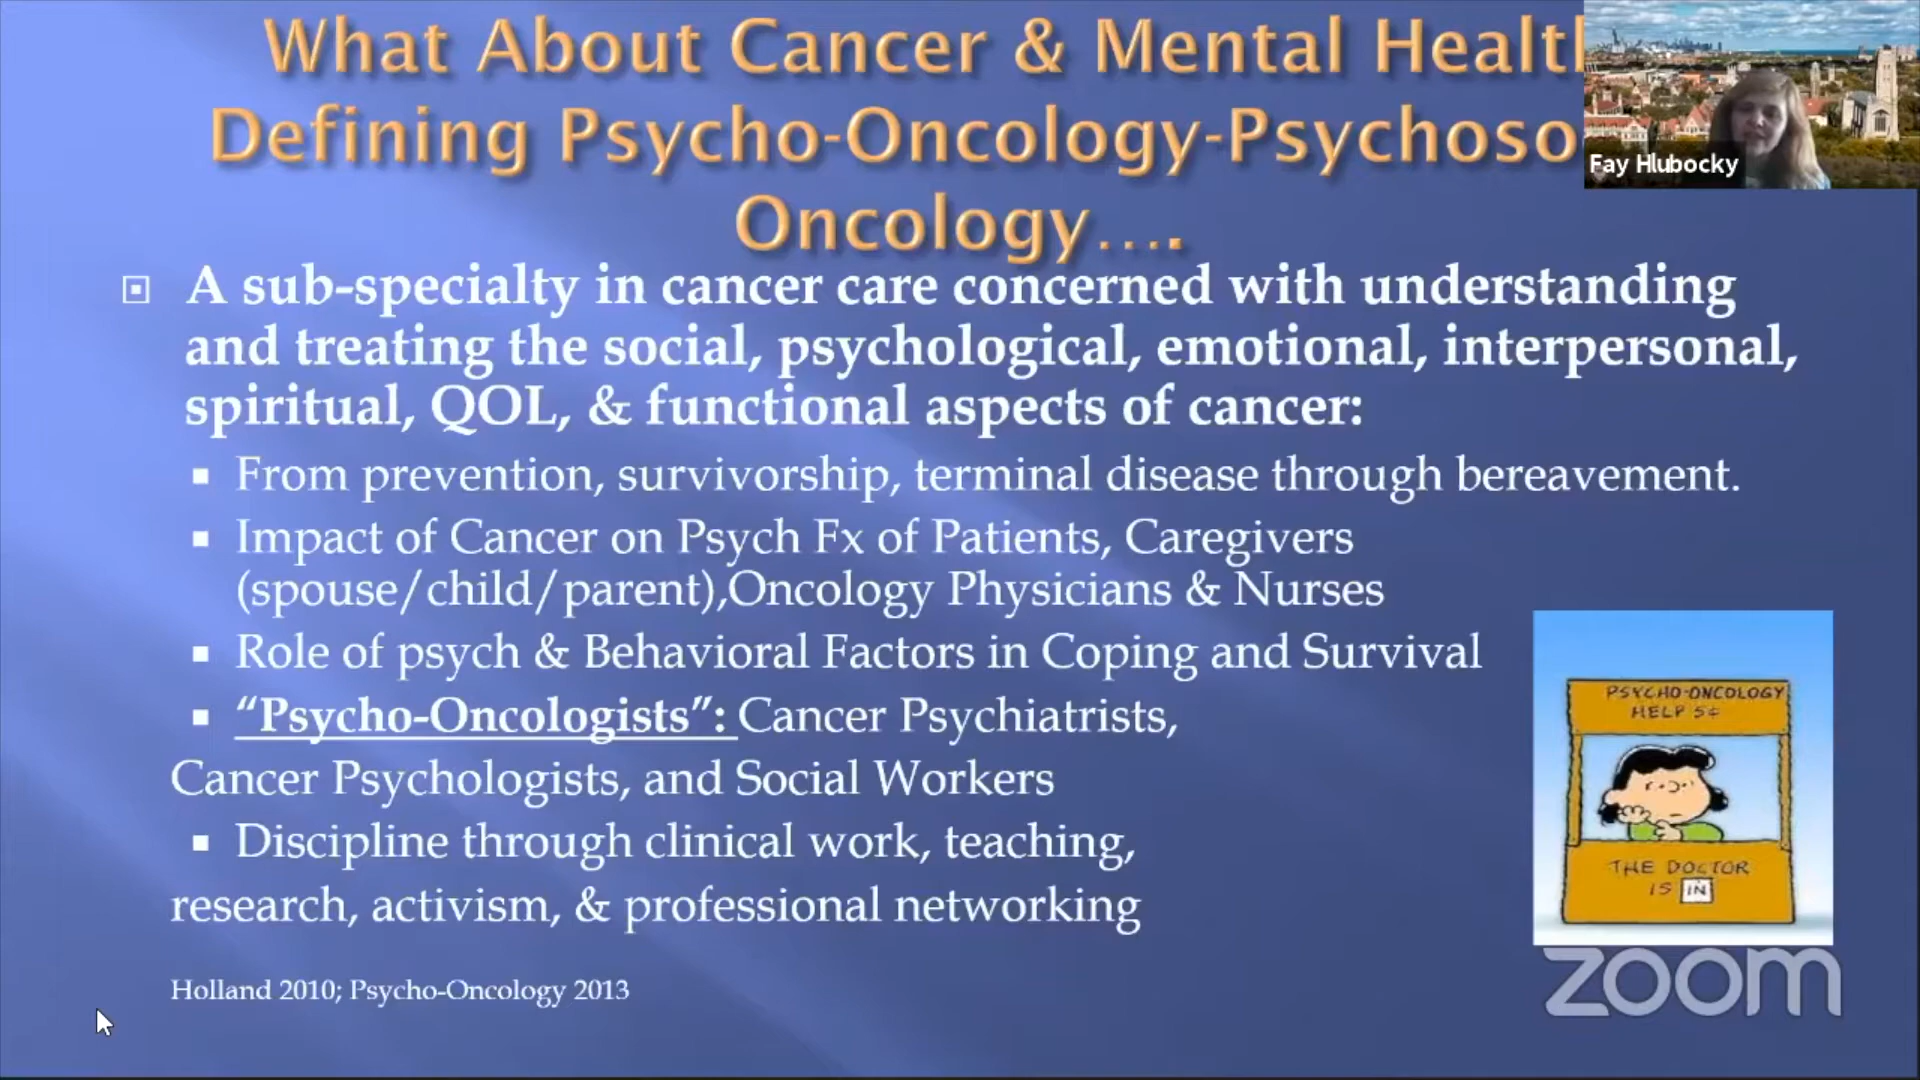 What About Cancer & Mental Healt
Defining Psycho-Oncology-Psychoso
Oncology….
Fay Hlubocky
A sub-specialty in cancer care concerned with understanding
and treating the social, psychological, emotional, interpersonal,
spiritual, QOL, & functional aspects of cancer:
From prevention, survivorship, terminal disease through bereavement.
Impact of Cancer on Psych Fx of Patients, Caregivers
(spouse/child/parent),Oncology Physicians & Nurses
Role of psych & Behavioral Factors in Coping and Survival
“Psycho-Oncologists”: Cancer Psychiatrists,
Cancer Psychologists, and Social Workers
Discipline through clinical work, teaching,
research, activism, & professional networking
PSYCHO-ONCOLOGY
HELP 5¢
THE DOCTOR
IS IN
Holland 2010; Psycho-Oncology 2013
zoom